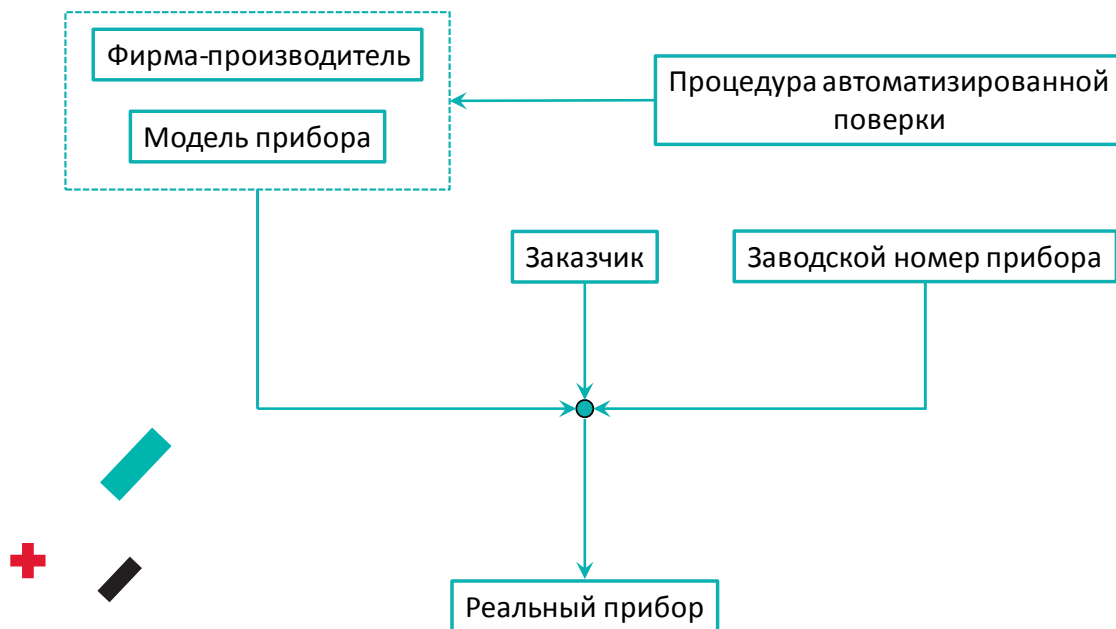 Фирма-производитель
Модель прибора
Процедура автоматизированной
поверки
Заказчик
Заводской номер прибора
Реальный прибор